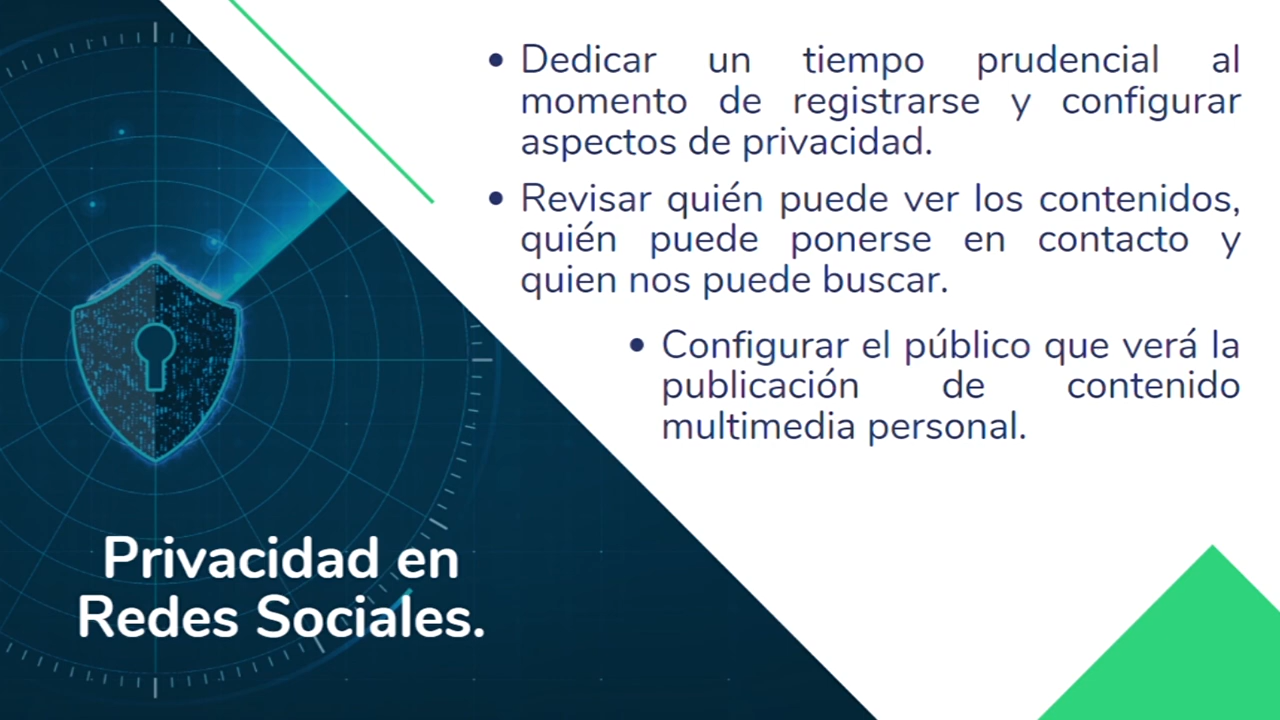 Dedicar un tiempo prudencial al
momento de registrarse y configurar
aspectos de privacidad.
Revisar quién puede ver los contenidos,
quién puede ponerse en contacto y
quien nos puede buscar.
Configurar el público que verá la
publicación de contenido
multimedia personal.
Privacidad en
Redes Sociales.